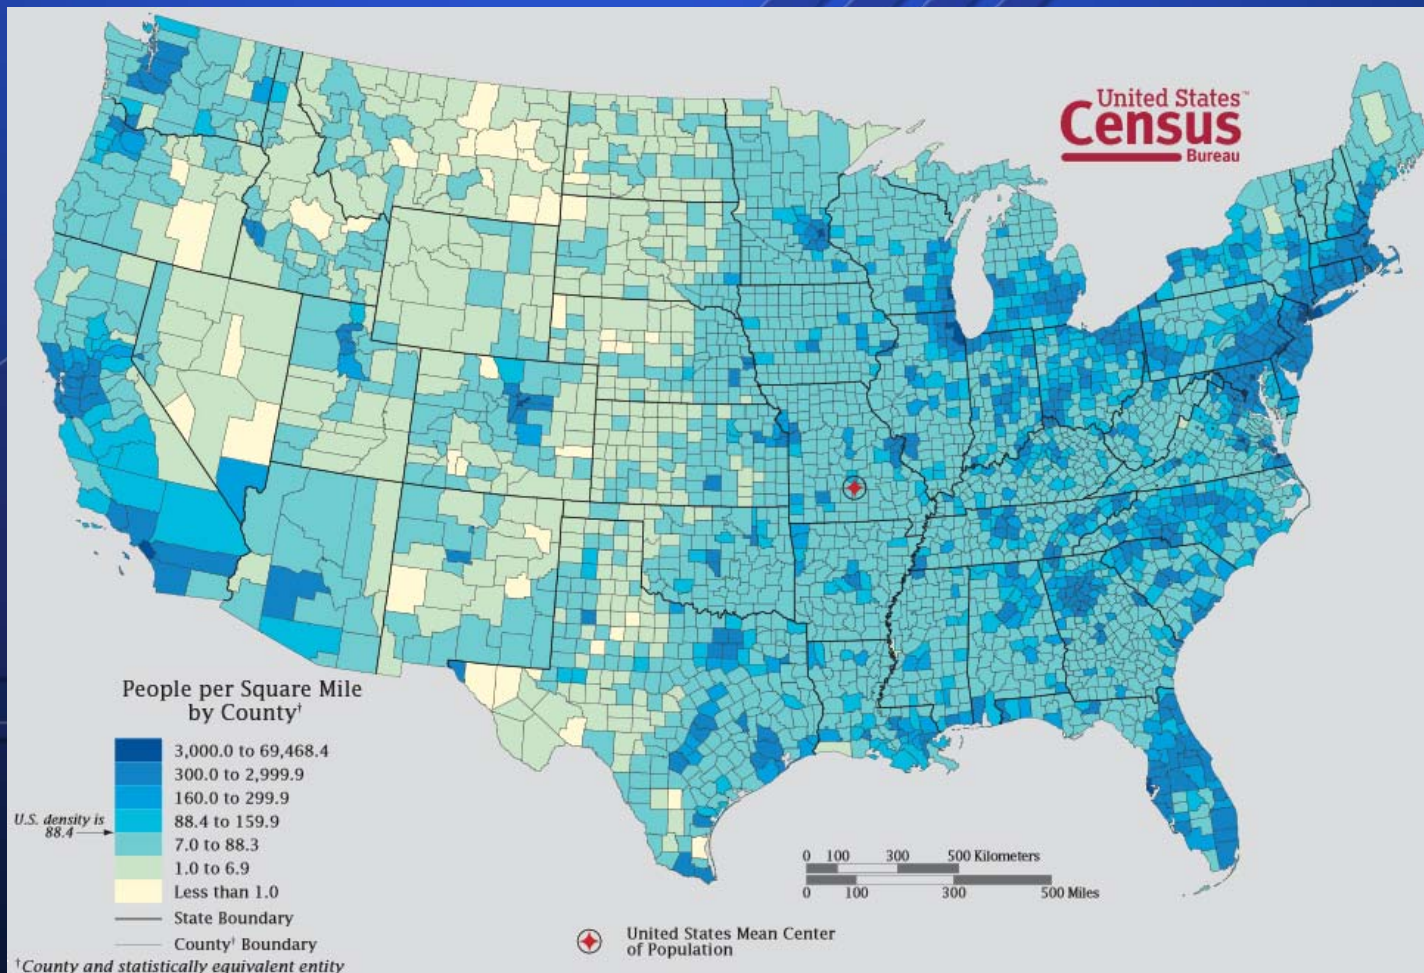 United States™
Census
Bureau
People per Square Mile
by County†
3,000.0 to 69,468.4
300.0 to 2,999.9
160.0 to 299.9
88.4 to 159.9
7.0 to 88.3
1.0 to 6.9
Less than 1.0
U.S. density is
88.4
State Boundary
County† Boundary
†County and statistically equivalent entity
0 100 300 500 Kilometers
0 100 300 500 Miles
United States Mean Center
of Population